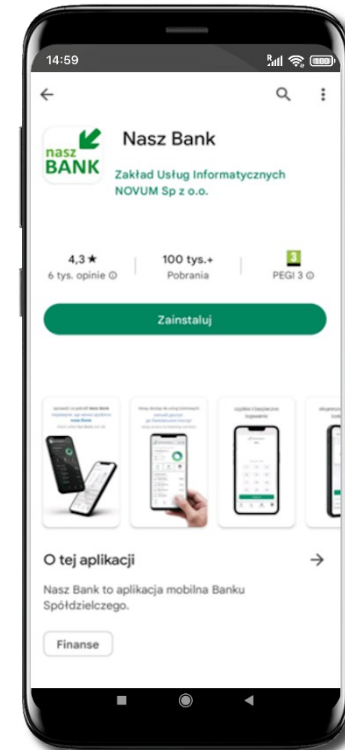 14:59
nasz
BANK
Nasz Bank
Zakład Usług Informatycznych
NOVUM Sp z o.o.
4,3 ★
6 tys. opinie
100 tys.+
Pobrania
3
PEGI 3
Zainstaluj
O tej aplikacji
Nasz Bank to aplikacja mobilna Banku
Spółdzielczego.
Finanse